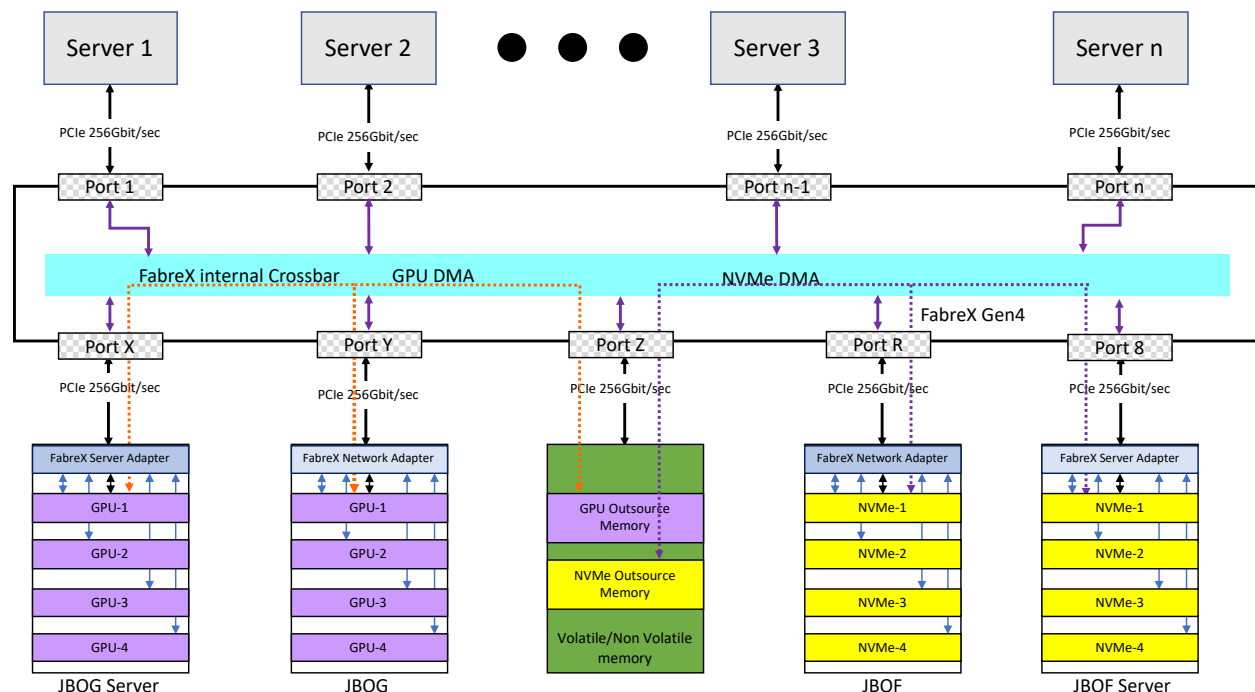 Server 1
Server 2
Server 3
Server n
PCIe 256Gbit/sec
PCIe 256Gbit/sec
PCIe 256Gbit/sec
PCIe 256Gbit/sec
Port 1
Port 2
Port n-1
Port n
FabreX internal Crossbar
GPU DMA
NVMe DMA
FabreX Gen4
Port X
Port Y
Port Z
Port R
Port 8
PCIe 256Gbit/sec
PCIe 256Gbit/sec
PCIe 256Gbit/sec
PCIe 256Gbit/sec
PCIe 256Gbit/sec
FabreX Server Adapter
GPU-1
GPU-2
GPU-3
GPU-4
JBOG Server
FabreX Network Adapter
GPU-1
GPU-2
GPU-3
GPU-4
JBOG
GPU Outsource
Memory
NVMe Outsource
Memory
Volatile/Non Volatile
memory
FabreX Network Adapter
NVMe-1
NVMe-2
NVMe-3
NVMe-4
JBOF
FabreX Server Adapter
NVMe-1
NVMe-2
NVMe-3
NVMe-4
JBOF Server